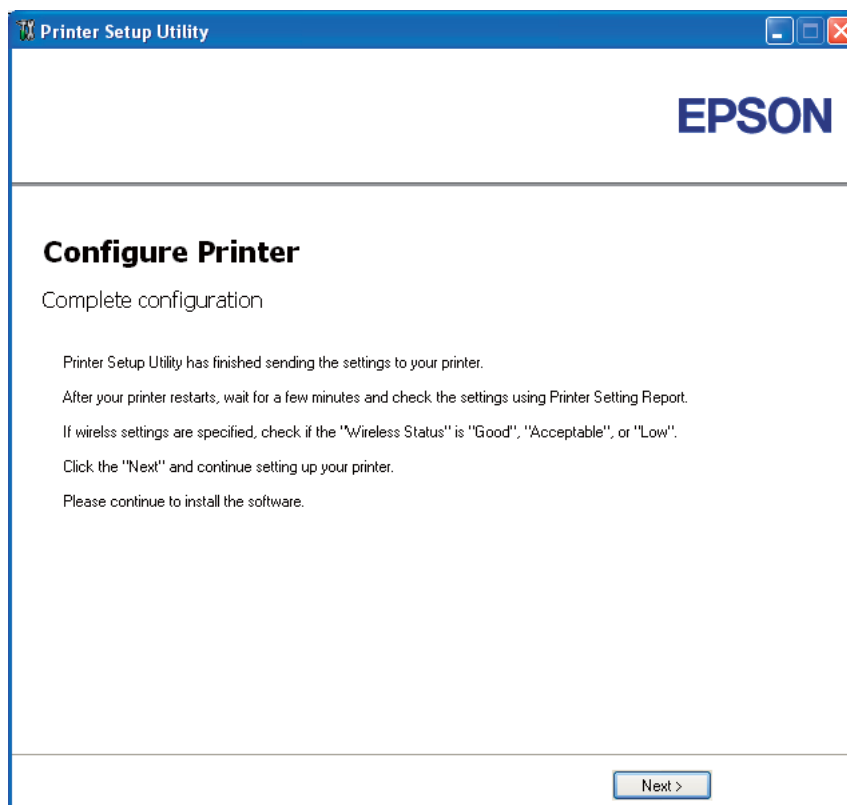 Printer Setup Utility
EPSON
Configure Printer
Complete configuration
Printer Setup Utility has finished sending the settings to your printer.
After your printer restarts, wait for a few minutes and check the settings using Printer Setting Report.
If wirelss settings are specified, check if the "Wireless Status" is "Good", "Acceptable", or "Low".
Click the "Next" and continue setting up your printer.
Please continue to install the software.
Next >